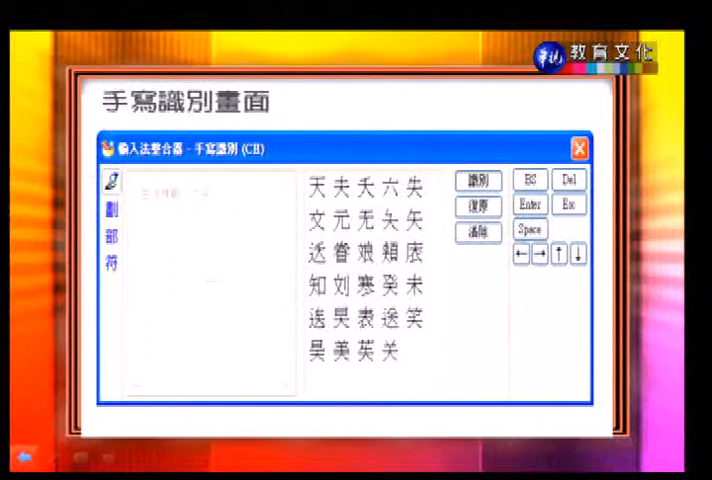 華視 教育文化
手寫識別畫面
輸入法整合器 - 手寫識別 (CH)
劃
部
符
天 夫 夭 六 失
文 元 无 夨 矢
送 眷 娘 頬
知 刘 寒 癸 未
昊 表 送 笑
昊 美 英 关
識別
復原
清除
BS Del
Enter Esc
Space
← → ↑ ↓